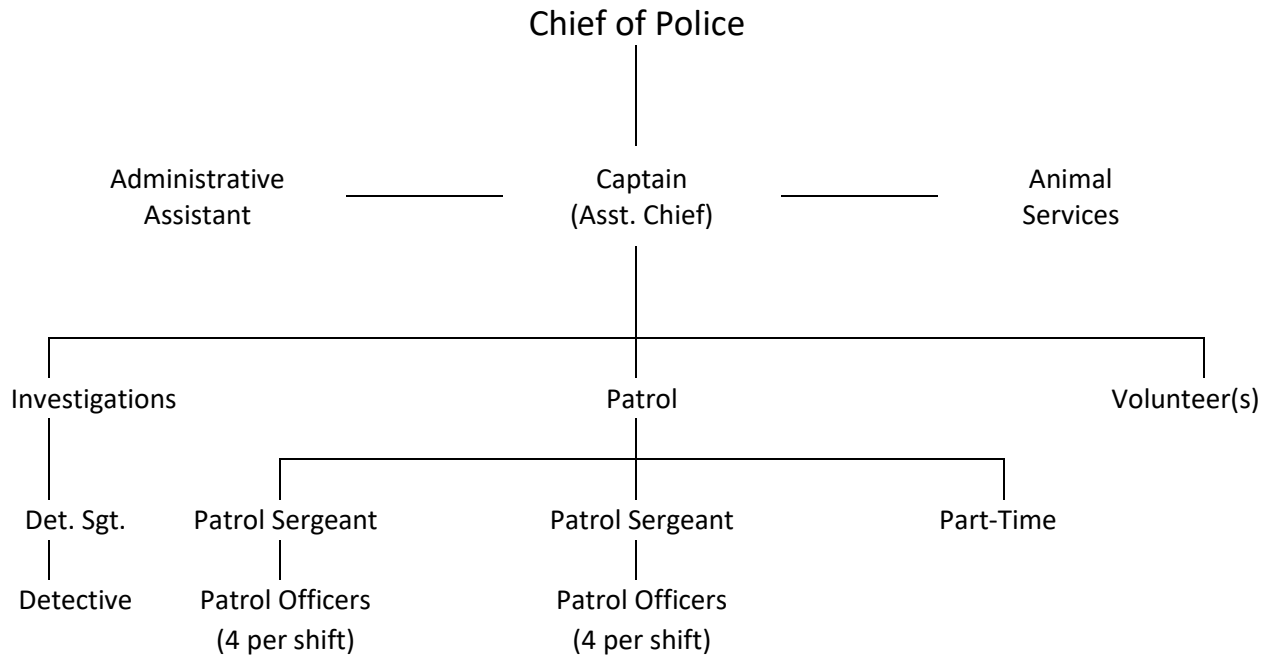 Chief of Police
Administrative
Assistant
Captain
(Asst. Chief)
Animal
Services
Investigations
Patrol
Volunteer(s)
Det. Sgt.
Patrol Sergeant
Patrol Sergeant
Part-Time
Detective
Patrol Officers
(4 per shift)
Patrol Officers
(4 per shift)